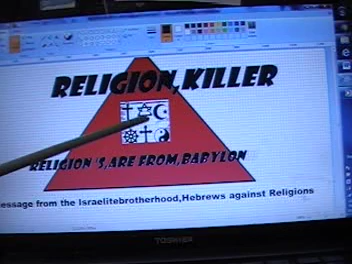 RELIGION,KILLER
RELIGION'S,ARE FROM,BABYLON
essage from the Israelitebrotherhood,Hebrews against Religions
TOSHIBA